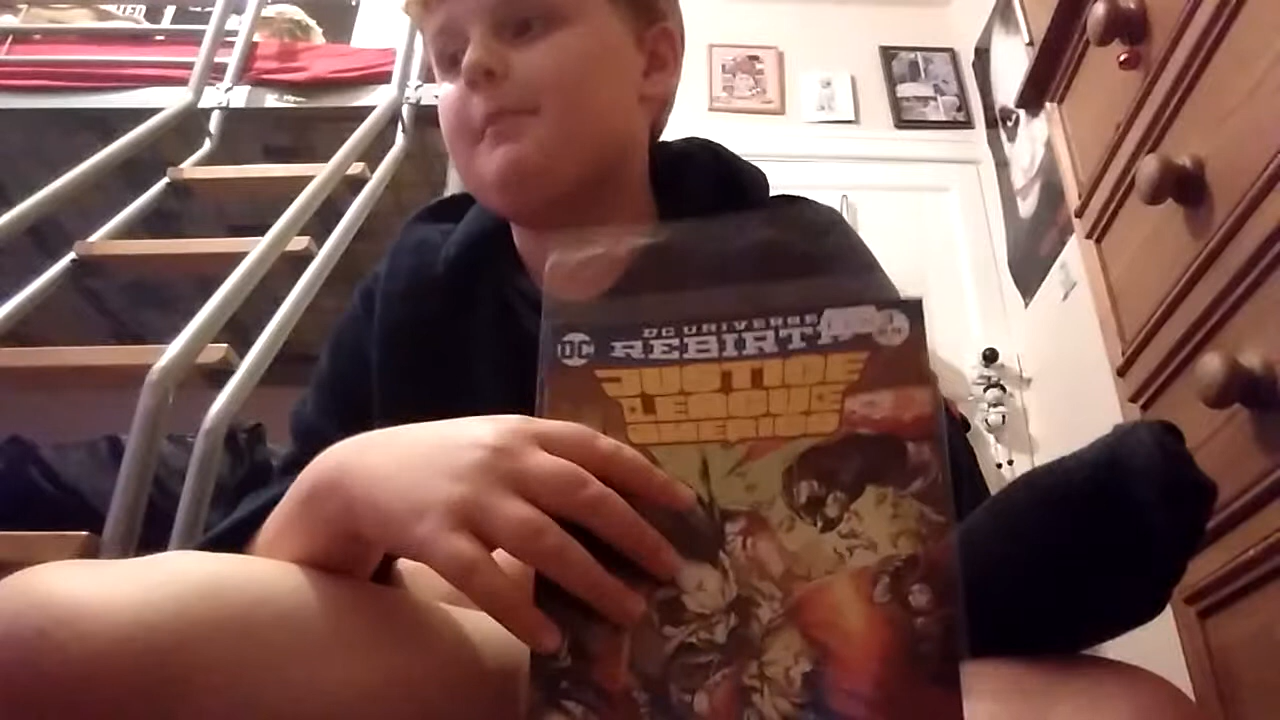 DC UNIVERSE
DC REBIRTH
JUSTICE
LEAGUE
AMERICA